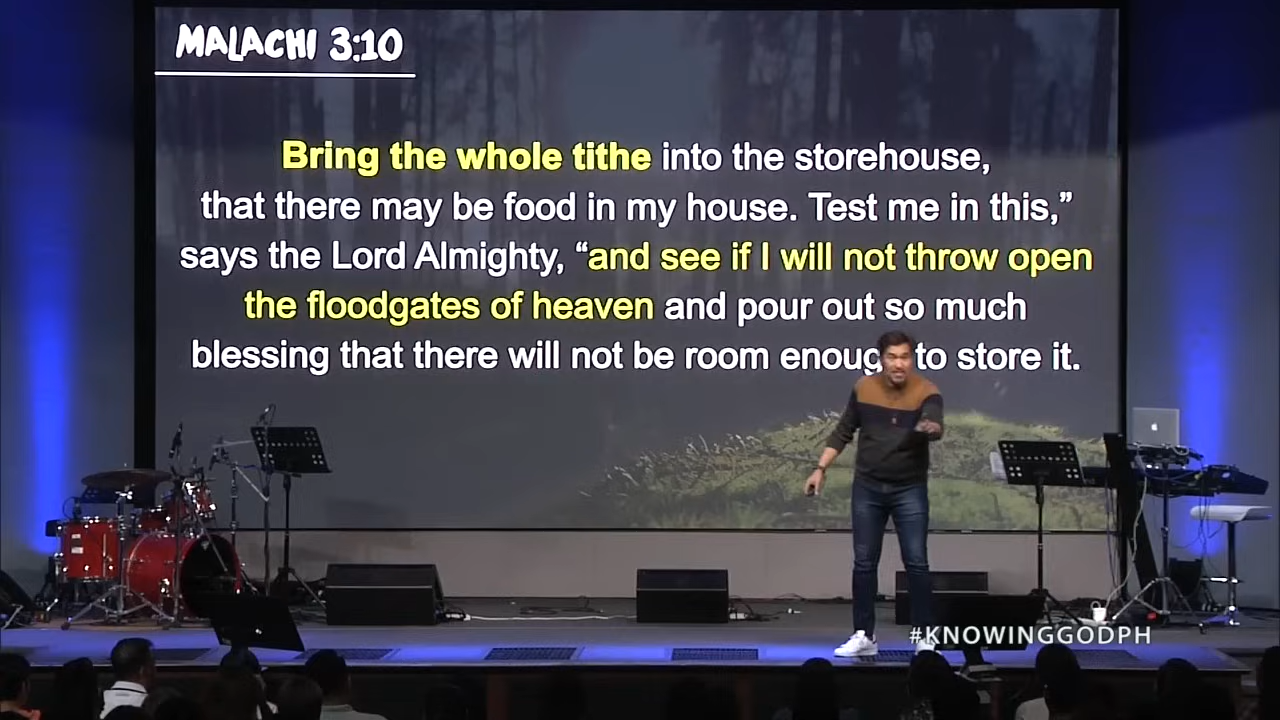 MALACHI 3:10
Bring the whole tithe into the storehouse,
that there may be food in my house. Test me in this,”
says the Lord Almighty, “and see if I will not throw open
the floodgates of heaven and pour out so much
blessing that there will not be room enoug to store it.
#KNOWINGGODPH